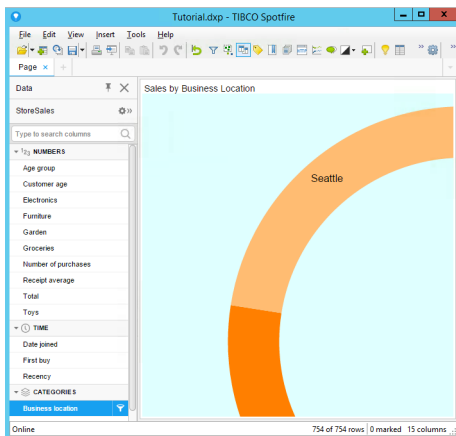 Tutorial.dxp - TIBCO Spotfire
File Edit View Insert Tools Help
Page × +
Data
StoreSales
Type to search columns
123 NUMBERS
Age group
Customer age
Electronics
Furniture
Garden
Groceries
Number of purchases
Receipt average
Total
Toys
TIME
Date joined
First buy
Recency
CATEGORIES
Business location
Sales by Business Location
Seattle
Online
754 of 754 rows 0 marked 15 columns